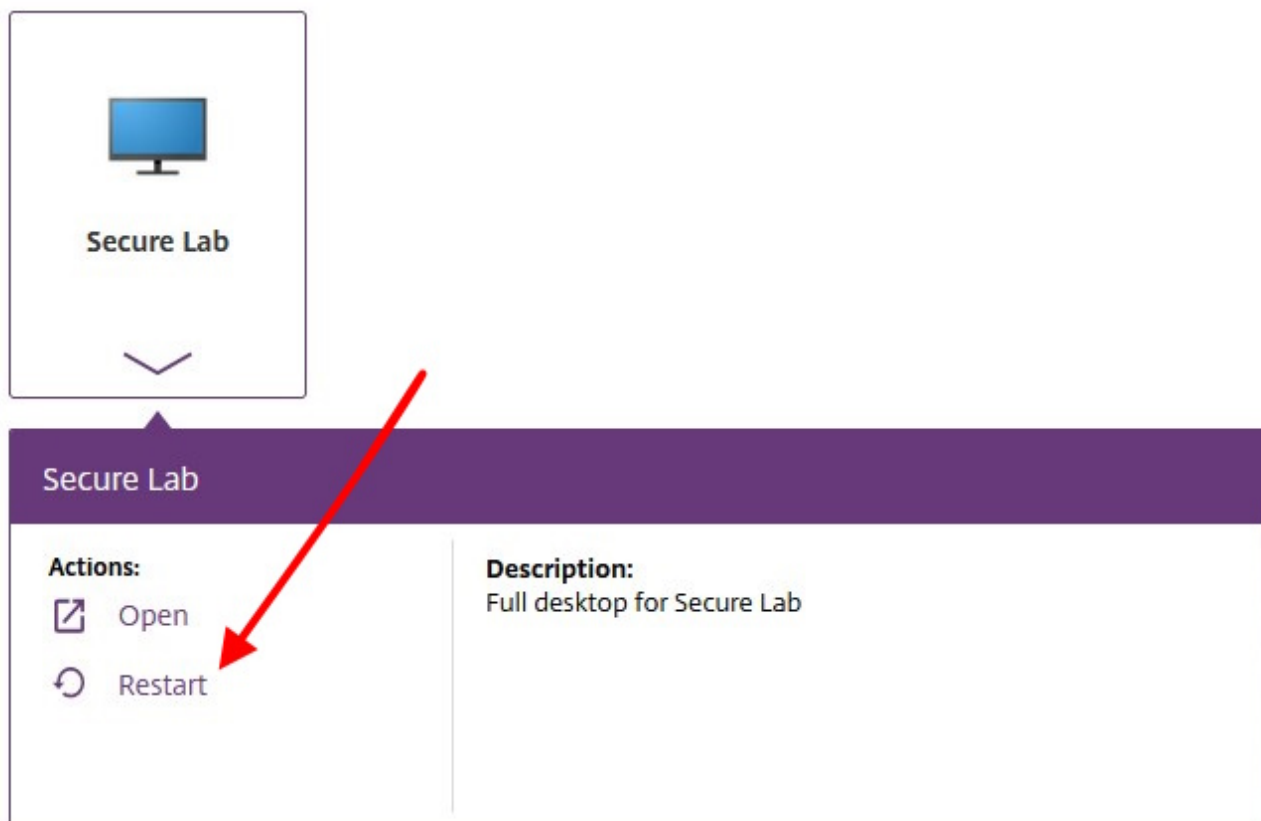 Secure Lab
Secure Lab
Actions:
Open
Restart
Description:
Full desktop for Secure Lab